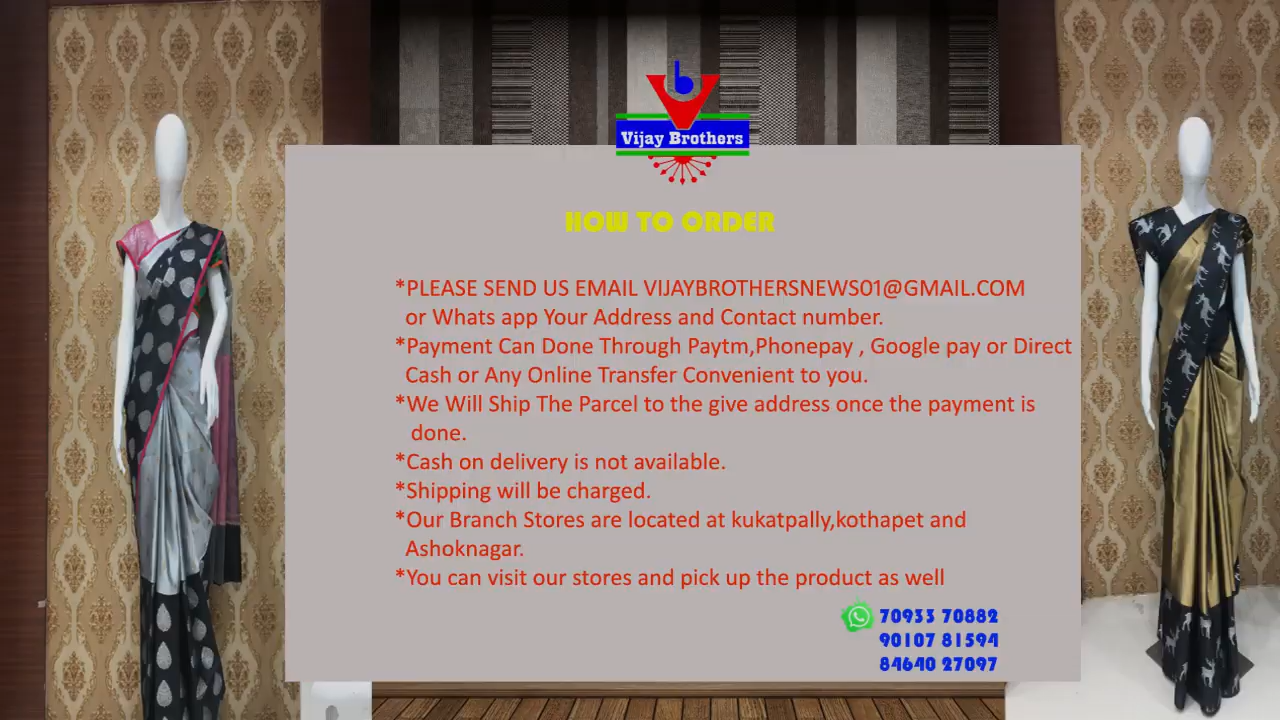 b
Vijay Brothers
HOW TO ORDER
*PLEASE SEND US EMAIL VIJAYBROTHERSNEWS01@GMAIL.COM
or Whats app Your Address and Contact number.
*Payment Can Done Through Paytm,Phonepay , Google pay or Direct
Cash or Any Online Transfer Convenient to you.
*We Will Ship The Parcel to the give address once the payment is
done.
*Cash on delivery is not available.
*Shipping will be charged.
*Our Branch Stores are located at kukatpally,kothapet and
Ashoknagar.
*You can visit our stores and pick up the product as well
70933 70882
90107 81594
84640 27097